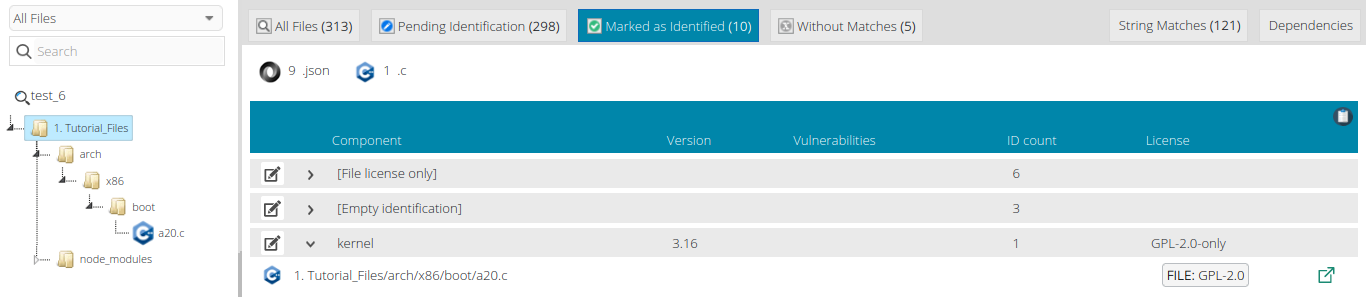 All Files
Search
test_6
1. Tutorial_Files
arch
x86
boot
a20.c
node_modules
All Files (313)
Pending Identification (298)
Marked as Identified (10)
Without Matches (5)
String Matches (121)
Dependencies
9 .json
1 .c
Component Version Vulnerabilities ID count License
[File license only] 6
[Empty identification] 3
kernel 3.16 1 GPL-2.0-only
1. Tutorial_Files/arch/x86/boot/a20.c FILE: GPL-2.0